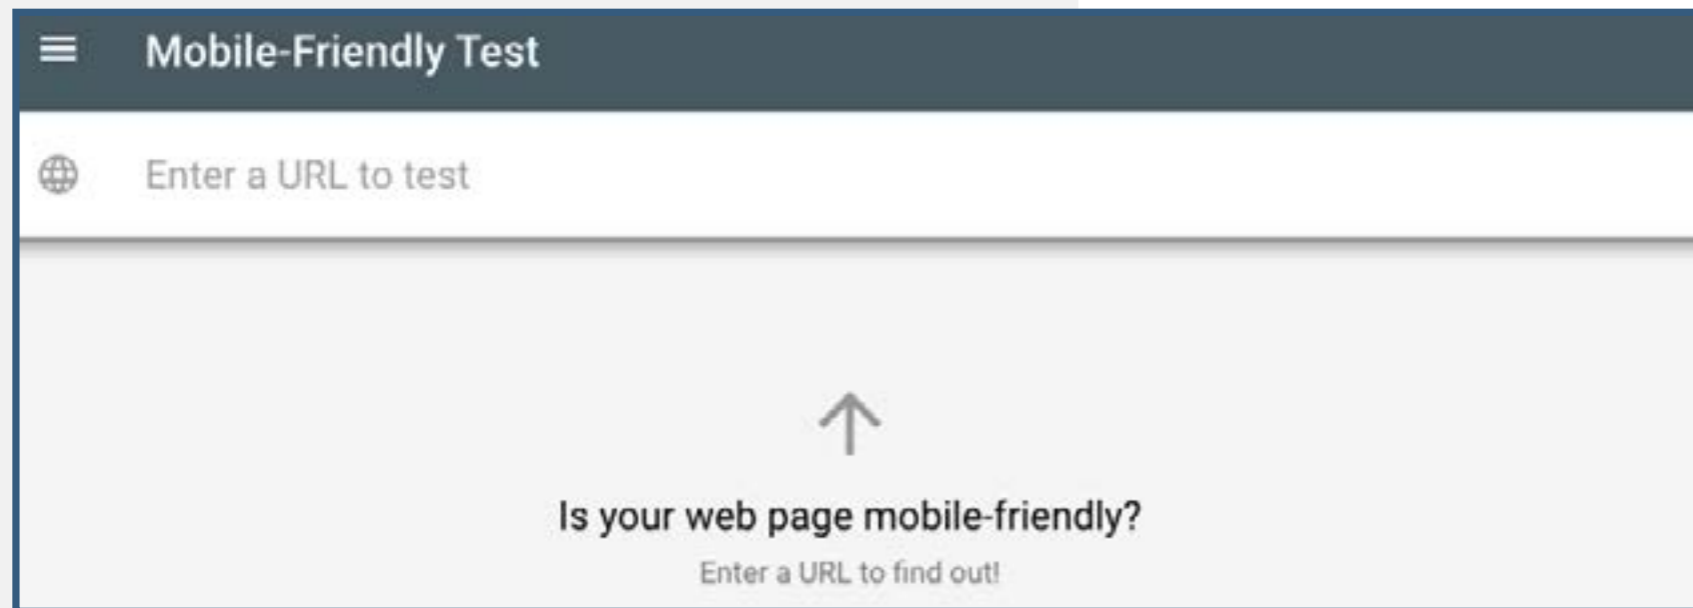 Mobile-Friendly Test
Enter a URL to test
Is your web page mobile-friendly?
Enter a URL to find out!